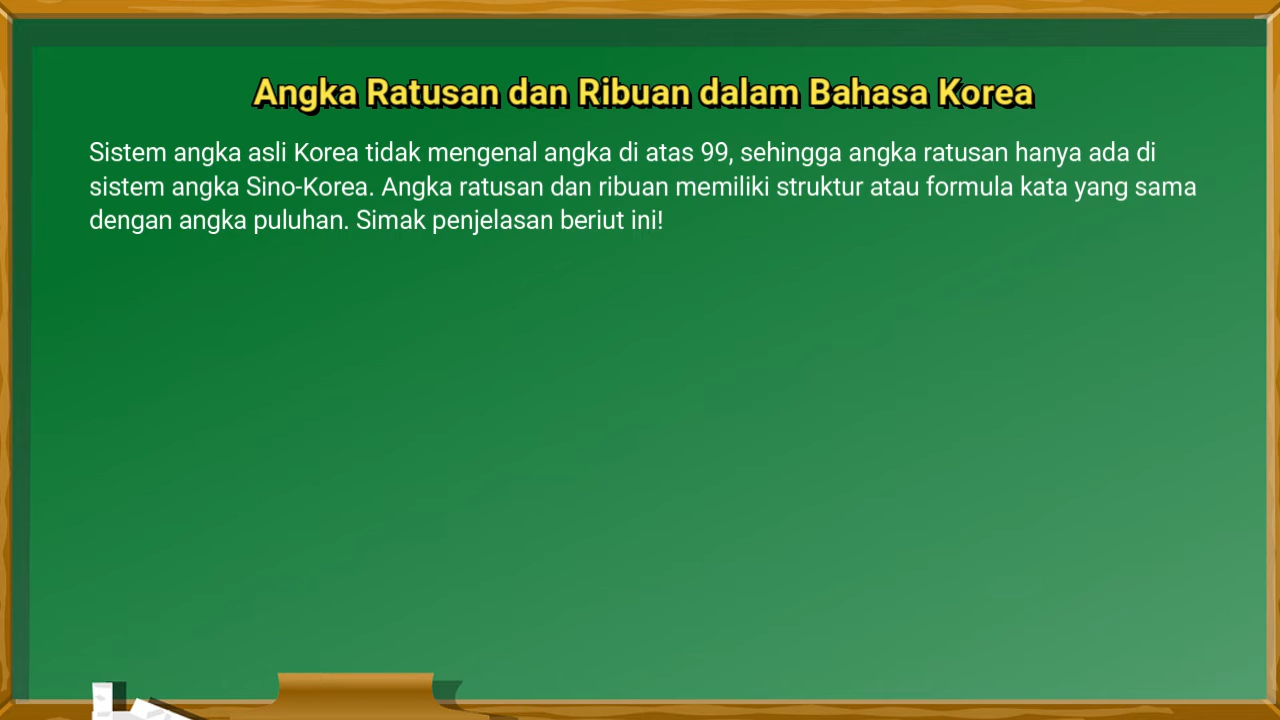 Angka Ratusan dan Ribuan dalam Bahasa Korea
Sistem angka asli Korea tidak mengenal angka di atas 99, sehingga angka ratusan hanya ada di
sistem angka Sino-Korea. Angka ratusan dan ribuan memiliki struktur atau formula kata yang sama
dengan angka puluhan. Simak penjelasan beriut ini!